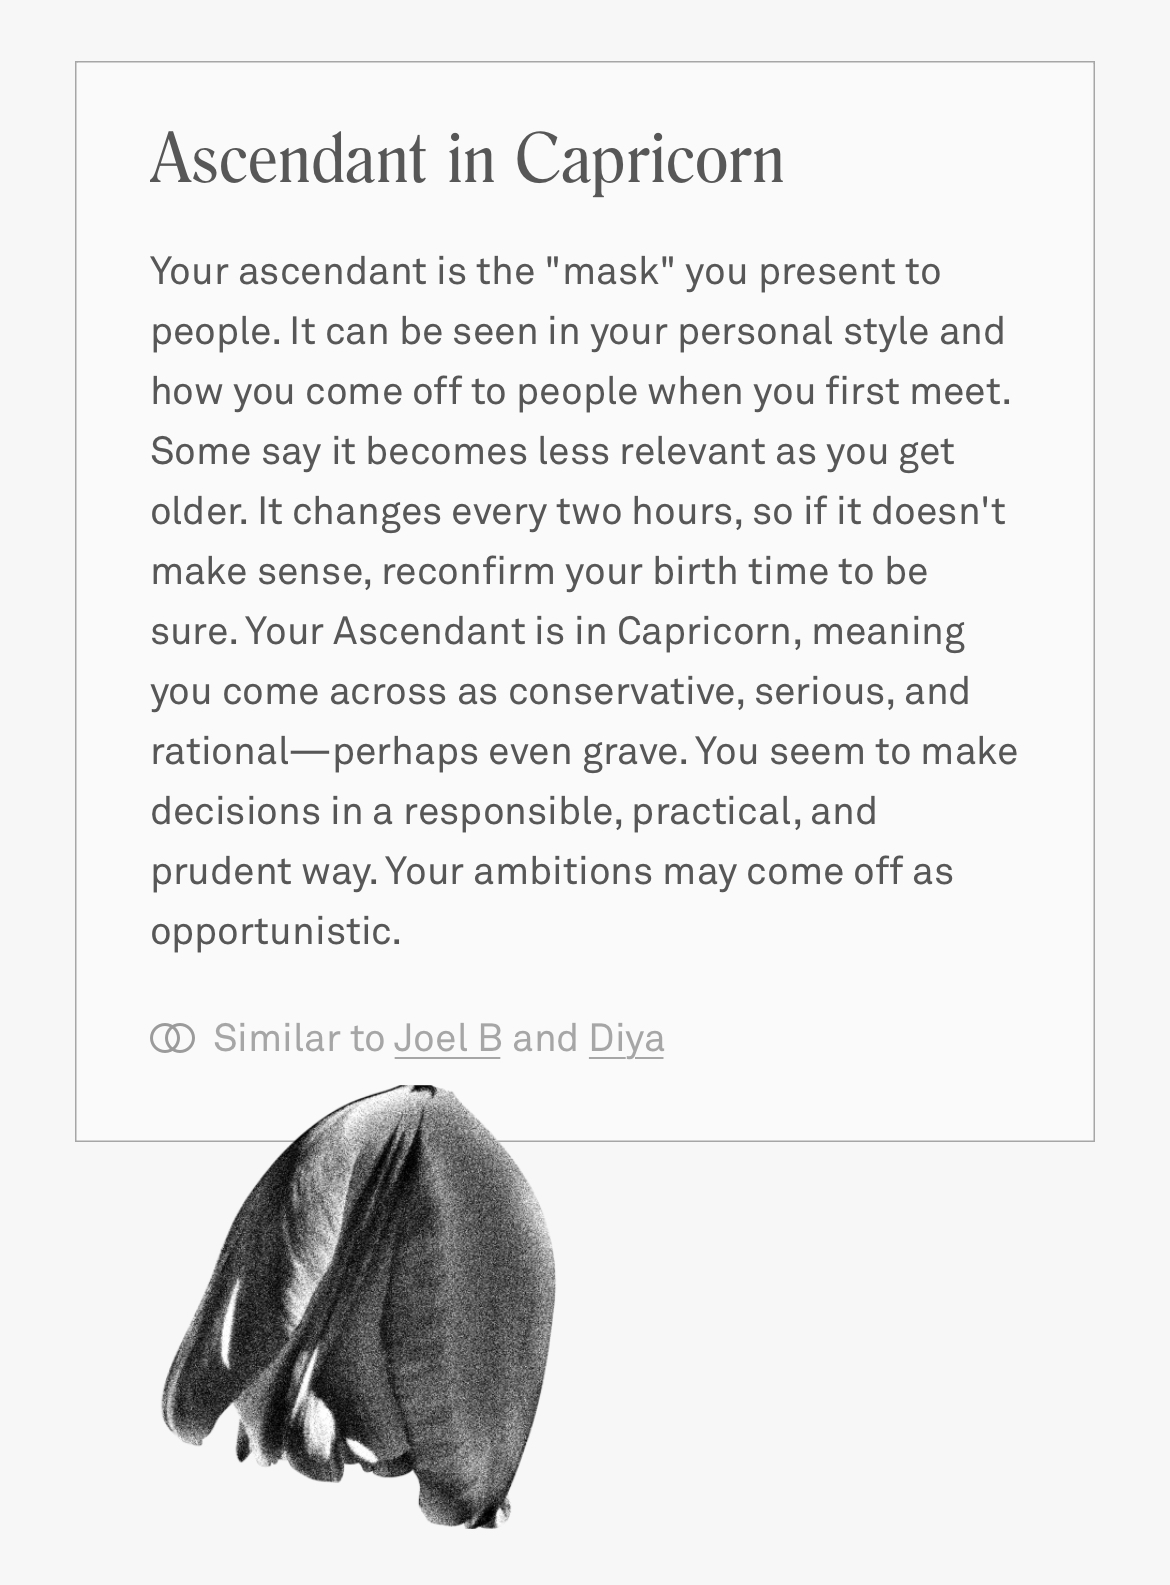 Ascendant in Capricorn
Your ascendant is the "mask" you present to
people. It can be seen in your personal style and
how you come off to people when you first meet.
Some say it becomes less relevant as you get
older. It changes every two hours, so if it doesn't
make sense, reconfirm your birth time to be
sure. Your Ascendant is in Capricorn, meaning
you come across as conservative, serious, and
rational—perhaps even grave. You seem to make
decisions in a responsible, practical, and
prudent way. Your ambitions may come off as
opportunistic.
Similar to Joel B and Diya